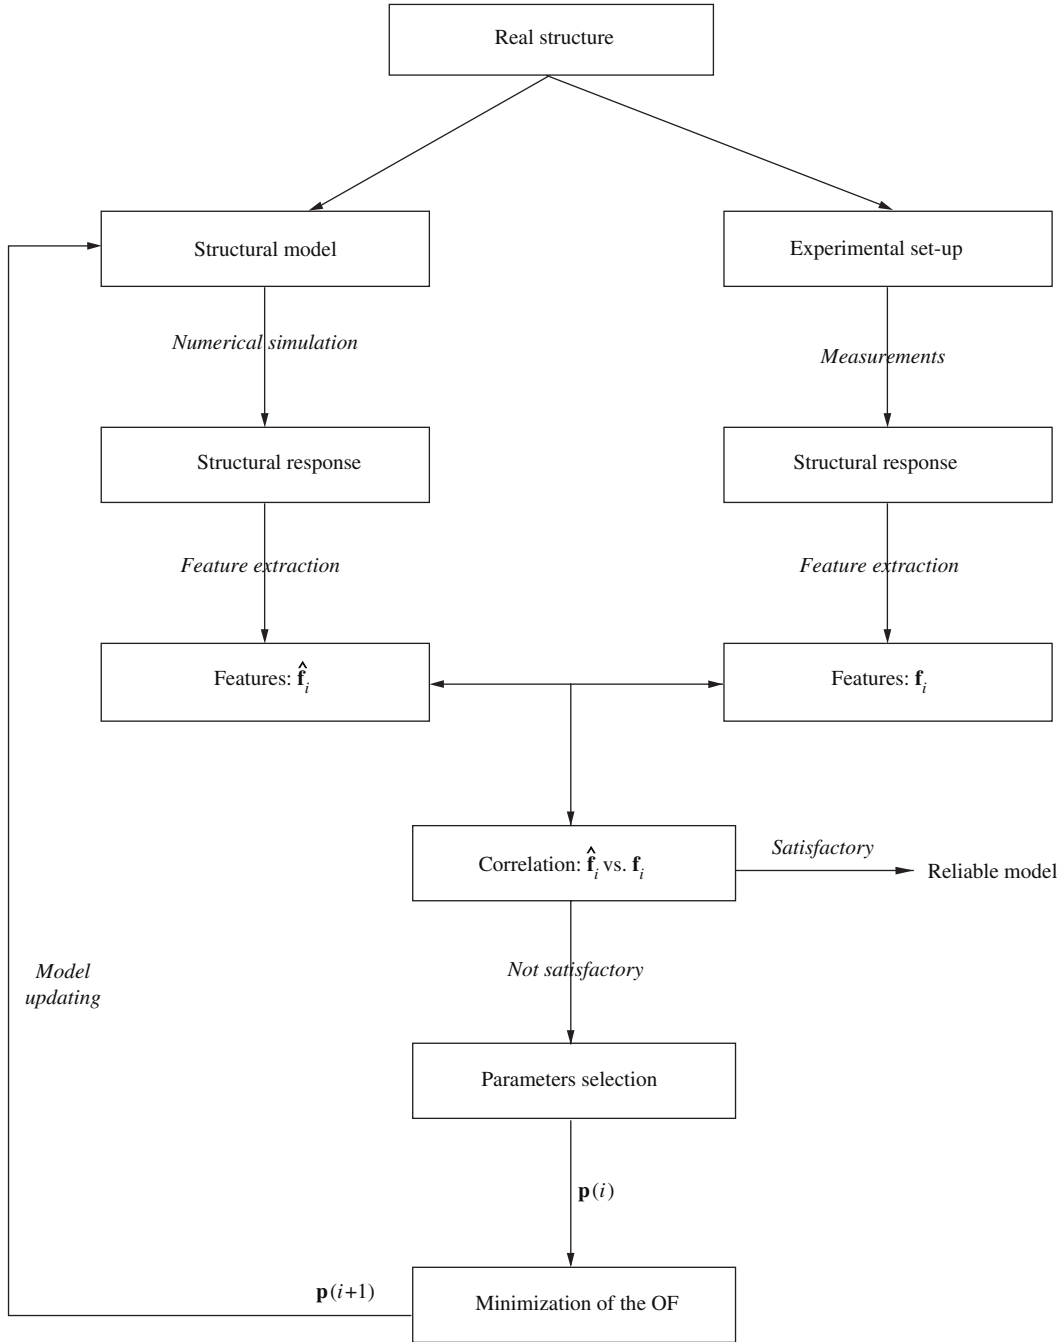 Real structure
Structural model
Experimental set-up
Numerical simulation
Measurements
Structural response
Structural response
Feature extraction
Feature extraction
Features: f̂i
Features: fi
Correlation: f̂i vs. fi
Satisfactory
Reliable model
Not satisfactory
Model
updating
Parameters selection
p(i)
p(i+1)
Minimization of the OF